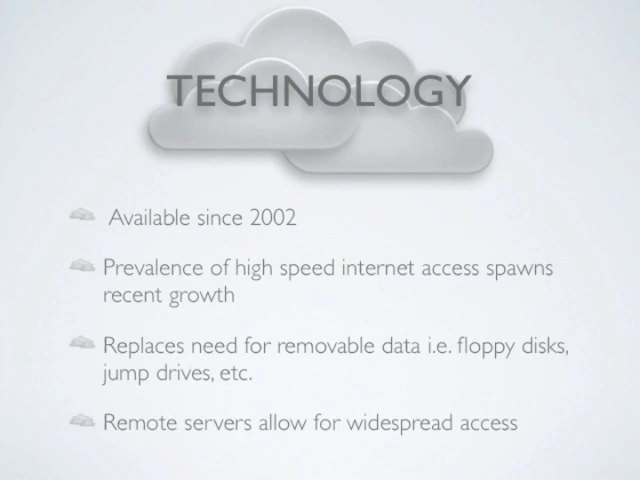 TECHNOLOGY
Available since 2002
Prevalence of high speed internet access spawns
recent growth
Replaces need for removable data i.e. floppy disks,
jump drives, etc.
Remote servers allow for widespread access